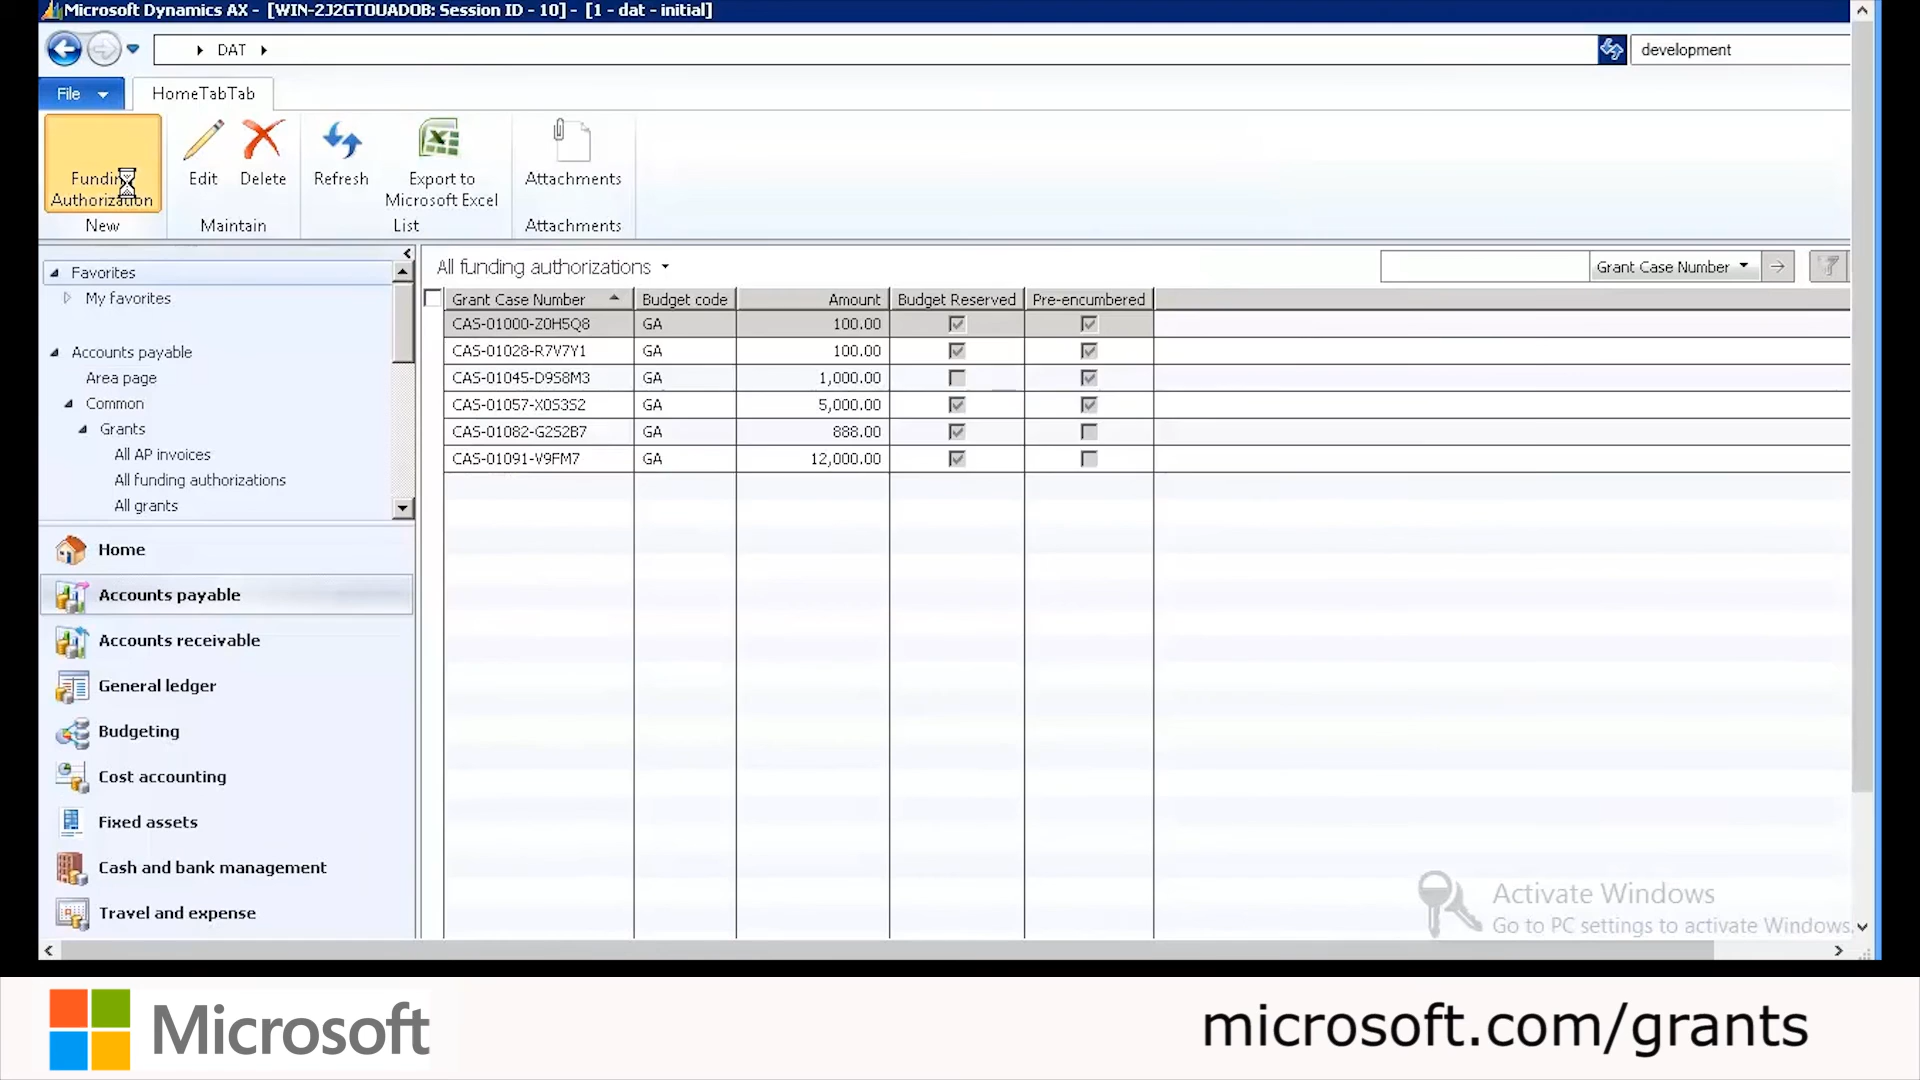 Microsoft Dynamics AX - [WIN-2J2GTOUADOB: Session ID - 10] - [1 - dat - initial]
DAT
development
File
HomeTabTab
Funding Authorization
Edit
Delete
Refresh
Export to Microsoft Excel
Attachments
New
Maintain
List
Attachments
Favorites
My favorites
Accounts payable
Area page
Common
Grants
All AP invoices
All funding authorizations
All grants
Home
Accounts payable
Accounts receivable
General ledger
Budgeting
Cost accounting
Fixed assets
Cash and bank management
Travel and expense
All funding authorizations
Grant Case Number
Grant Case Number Budget code Amount Budget Reserved Pre-encumbered
CAS-01000-Z0H5Q8 GA 100.00
CAS-01028-R7V7Y1 GA 100.00
CAS-01045-D9S8M3 GA 1,000.00
CAS-01057-X0S3S2 GA 5,000.00
CAS-01082-G2S2B7 GA 888.00
CAS-01091-V9FM7 GA 12,000.00
Activate Windows
Go to PC settings to activate Windows.
Microsoft
microsoft.com/grants